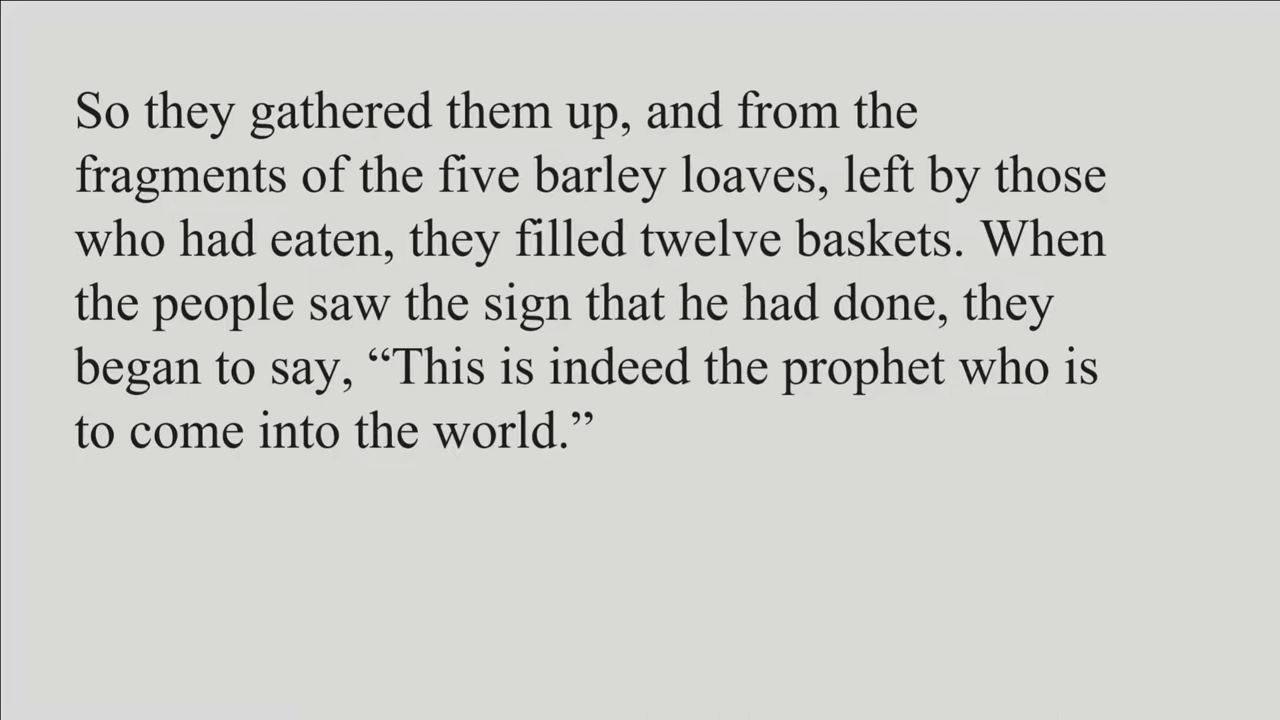 So they gathered them up, and from the
fragments of the five barley loaves, left by those
who had eaten, they filled twelve baskets. When
the people saw the sign that he had done, they
began to say, “This is indeed the prophet who is
to come into the world.”